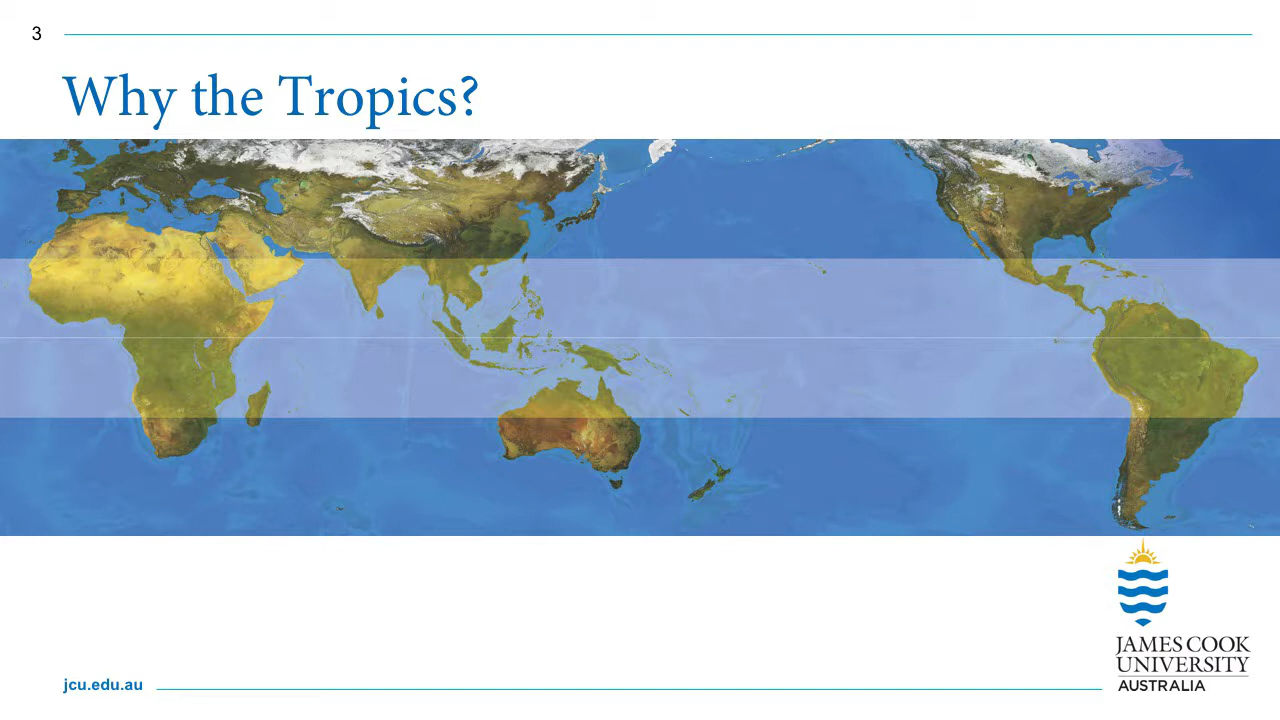 3
Why the Tropics?
JAMES COOK
UNIVERSITY
AUSTRALIA
jcu.edu.au